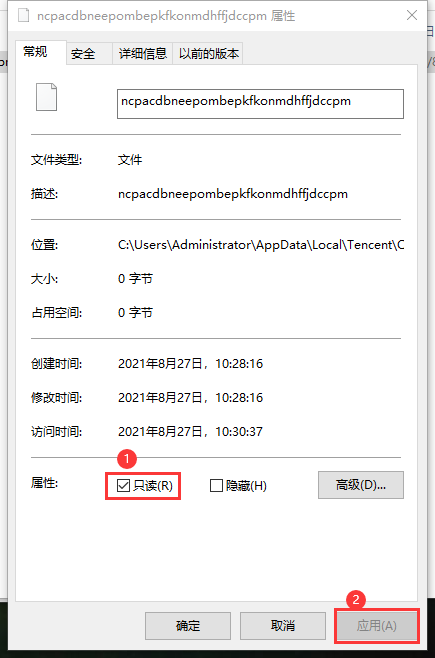 ncpacdbneepombepkfkonmdhffjdccpm 属性
常规 安全 详细信息 以前的版本
ncpacdbneepombepkfkonmdhffjdccpm
文件类型: 文件
描述: ncpacdbneepombepkfkonmdhffjdccpm
位置: C:\Users\Administrator\AppData\Local\Tencent\C
大小: 0 字节
占用空间: 0 字节
创建时间: 2021年8月27日，10:28:16
修改时间: 2021年8月27日，10:28:16
访问时间: 2021年8月27日，10:30:37
1
属性: 只读(R) 隐藏(H) 高级(D)...
2
确定 取消 应用(A)